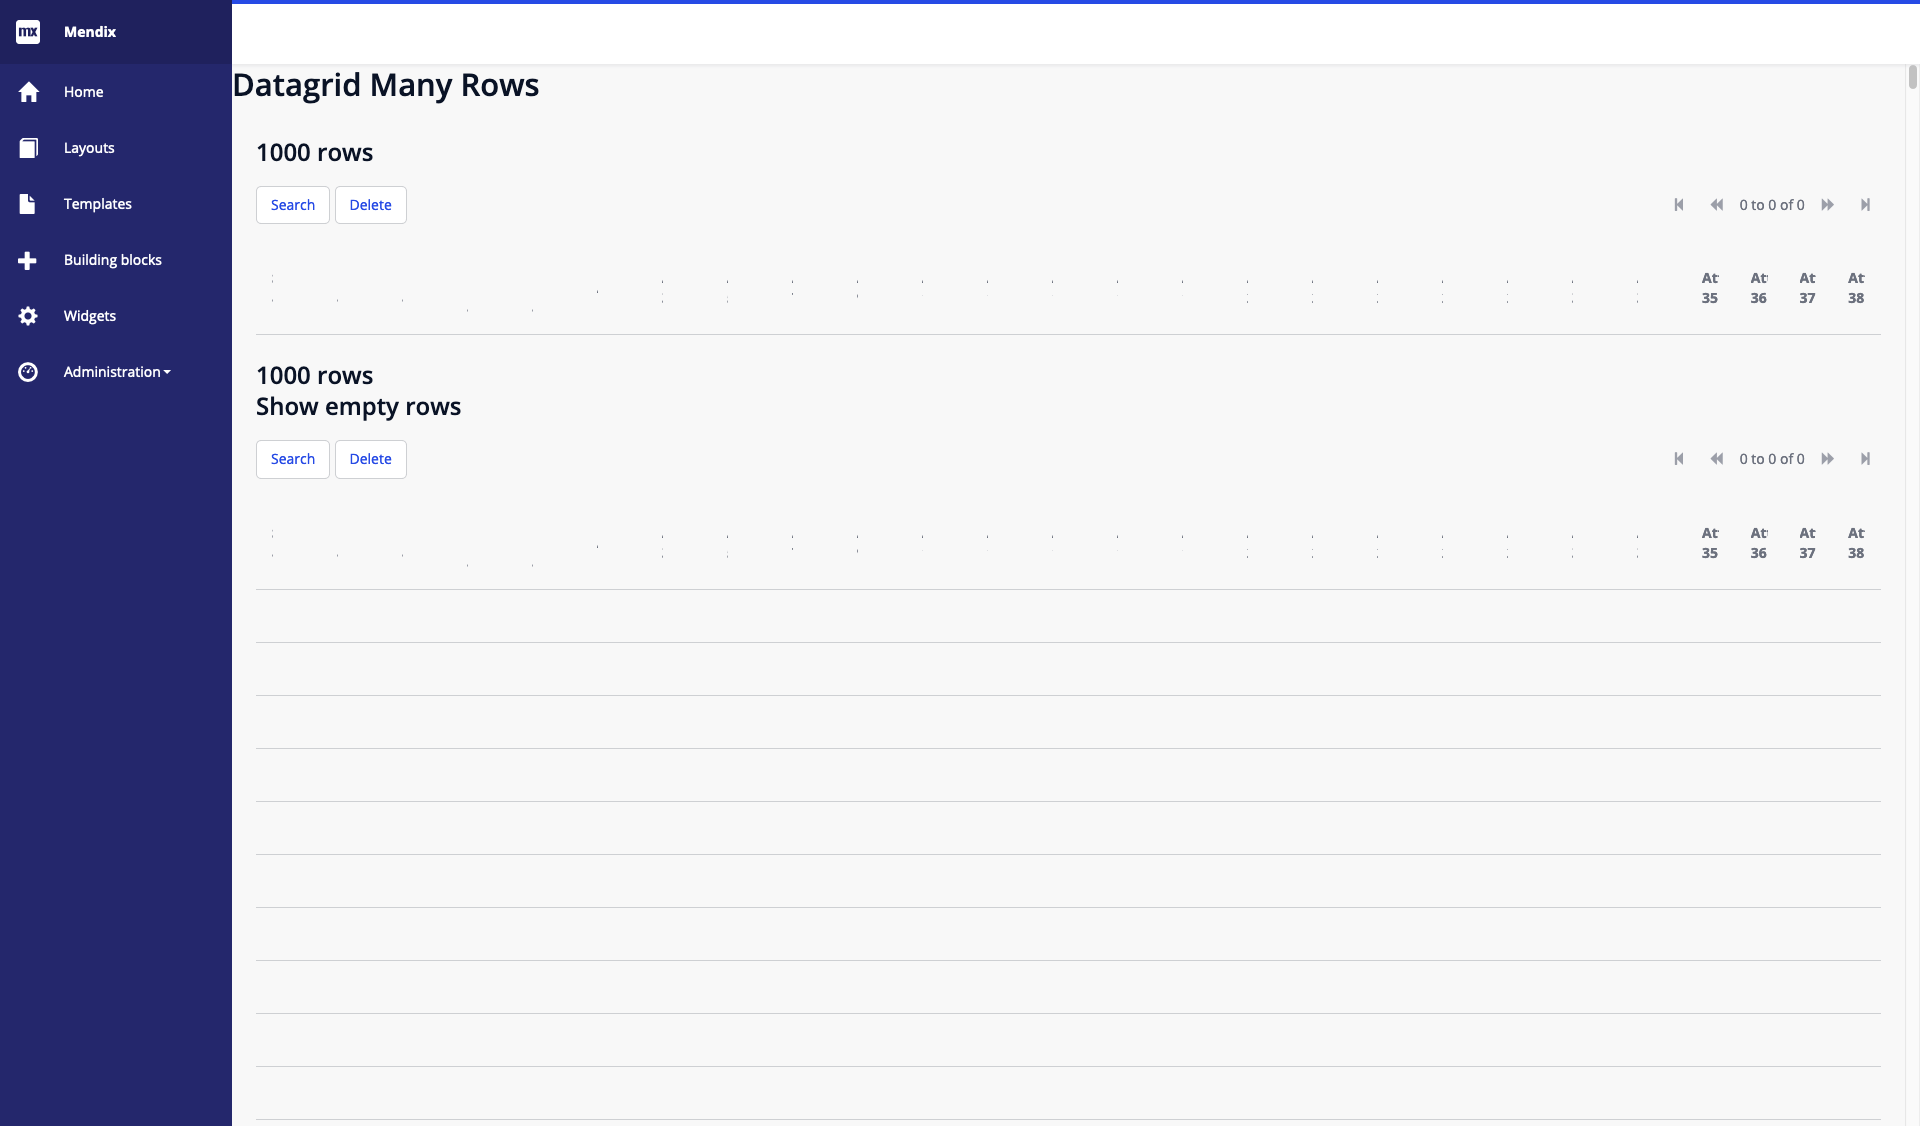 mx Mendix
Home
Layouts
Templates
Building blocks
Widgets
Administration
Datagrid Many Rows
1000 rows
Search Delete 0 to 0 of 0
At At At At
35 36 37 38
1000 rows
Show empty rows
Search Delete 0 to 0 of 0
At At At At
35 36 37 38